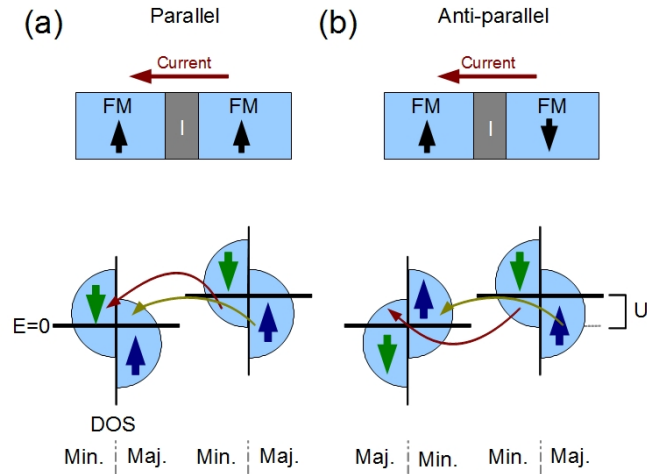 (a)
Parallel
Current
FM
I
FM
E=0
DOS
Min.
Maj.
Min.
Maj.
(b)
Anti-parallel
Current
FM
I
FM
U
Maj.
Min.
Min.
Maj.